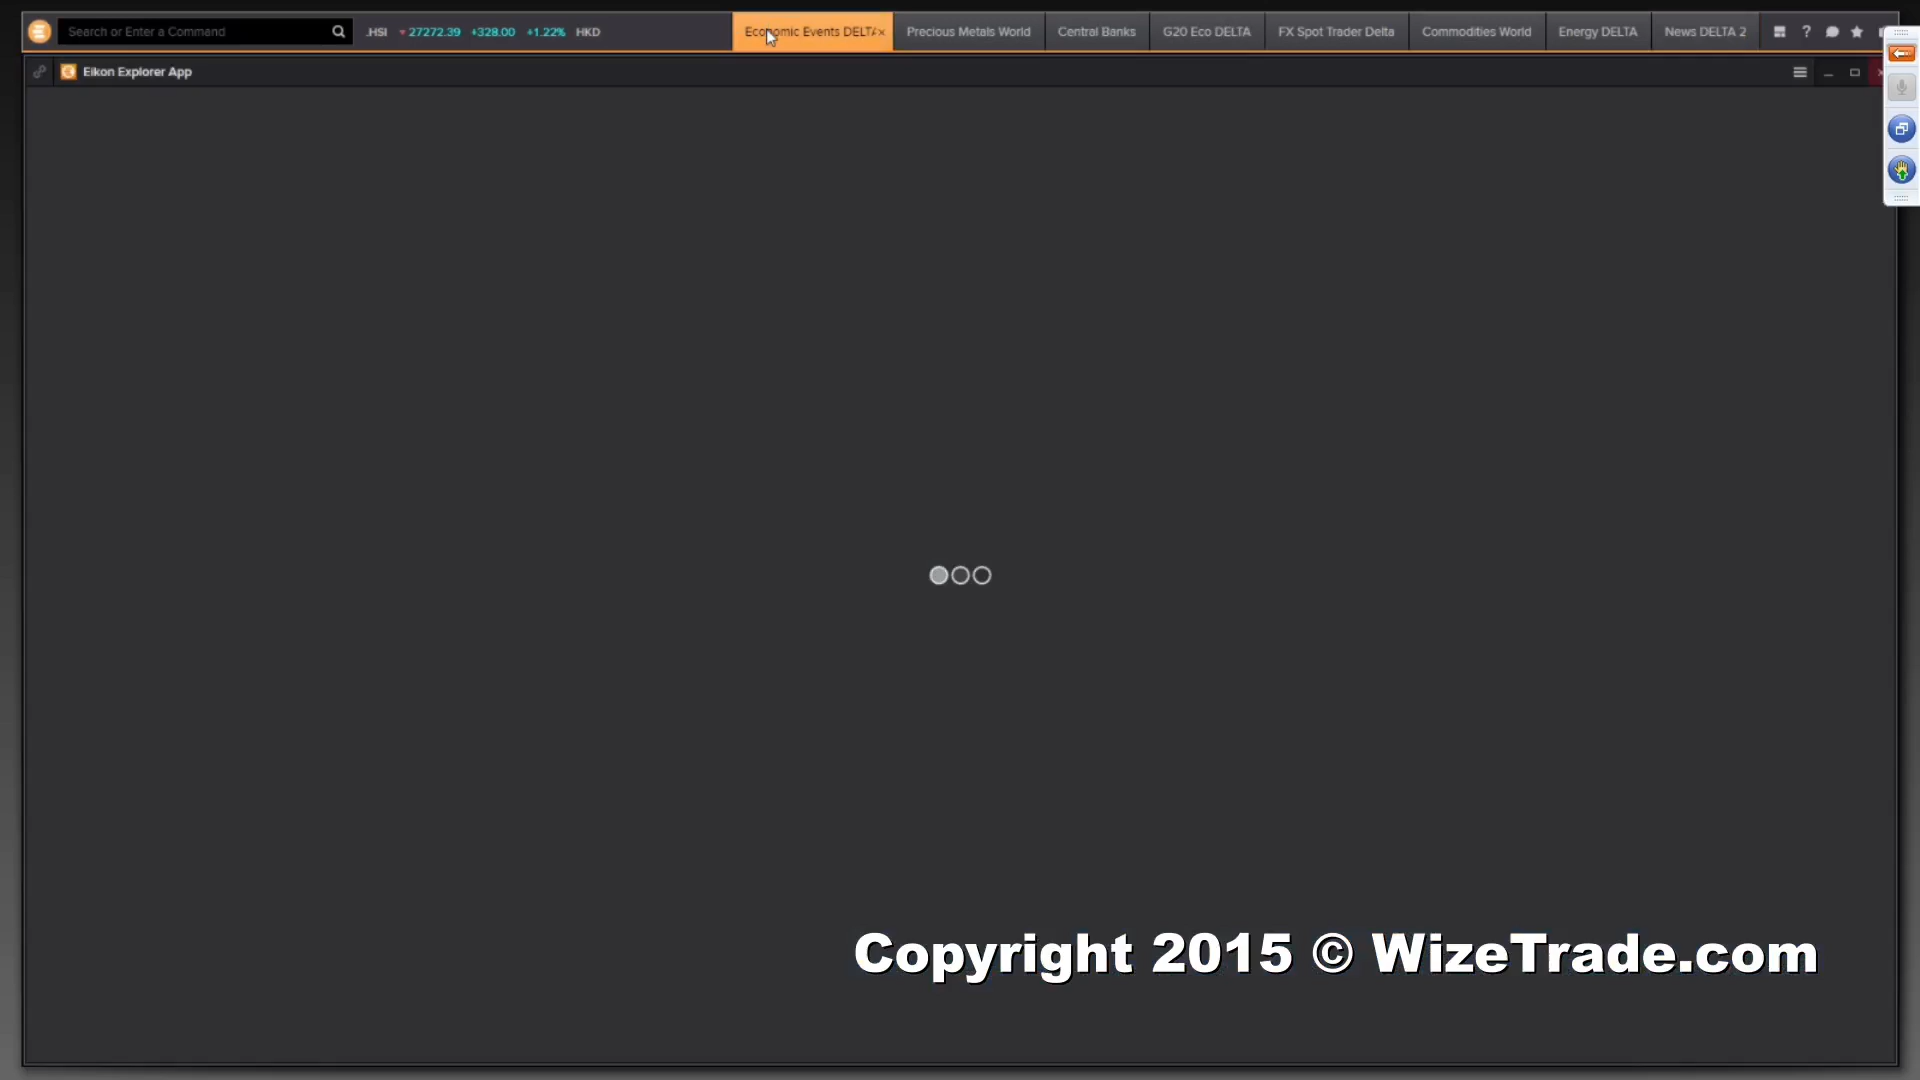 Search or Enter a Command .HSI 27272.39 +328.00 +1.22% HKD Economic Events DELTA Precious Metals World Central Banks G20 Eco DELTA FX Spot Trader Delta Commodities World Energy DELTA News DELTA 2
Eikon Explorer App
Copyright 2015 © WizeTrade.com